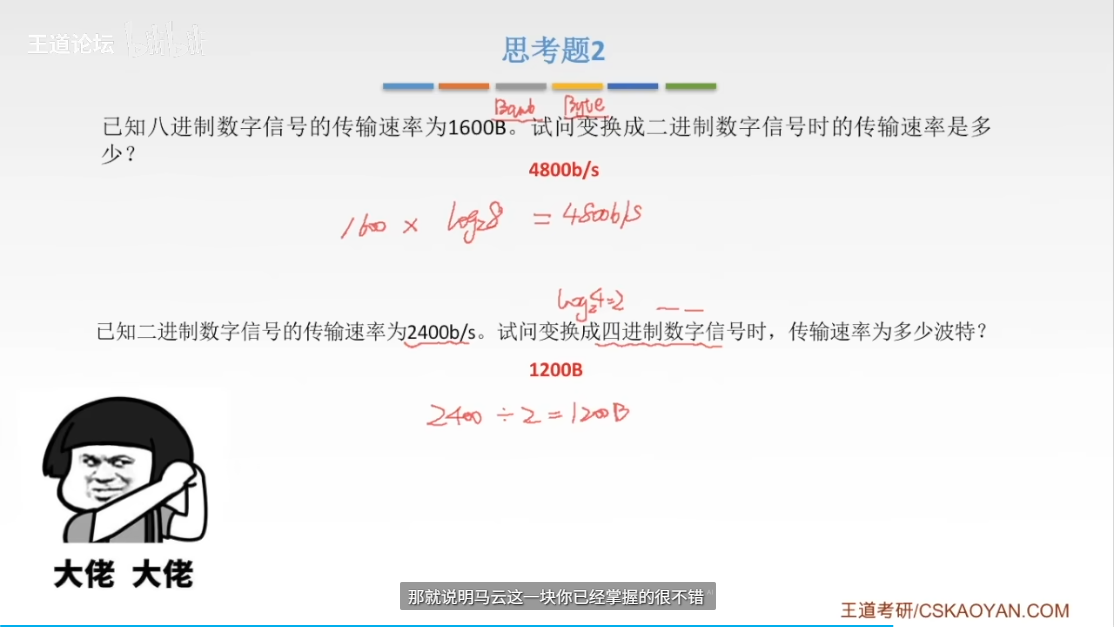 王道论坛 bilibili
思考题2
Baud Byte
已知八进制数字信号的传输速率为1600B。试问变换成二进制数字信号时的传输速率是多
少？
4800b/s
1600 × log₂8 = 4800b/s
log₂4=2
已知二进制数字信号的传输速率为2400b/s。试问变换成四进制数字信号时，传输速率为多少波特？
1200B
2400 ÷ 2 = 1200B
大佬 大佬
那就说明马云这一块你已经掌握的很不错
王道考研/CSKAOYAN.COM